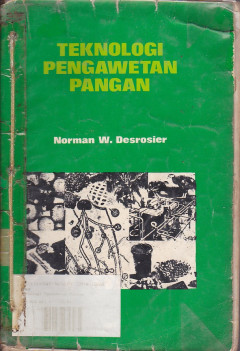 TEKNOLOGI
PENGAWETAN
PANGAN
Norman W. Desrosier